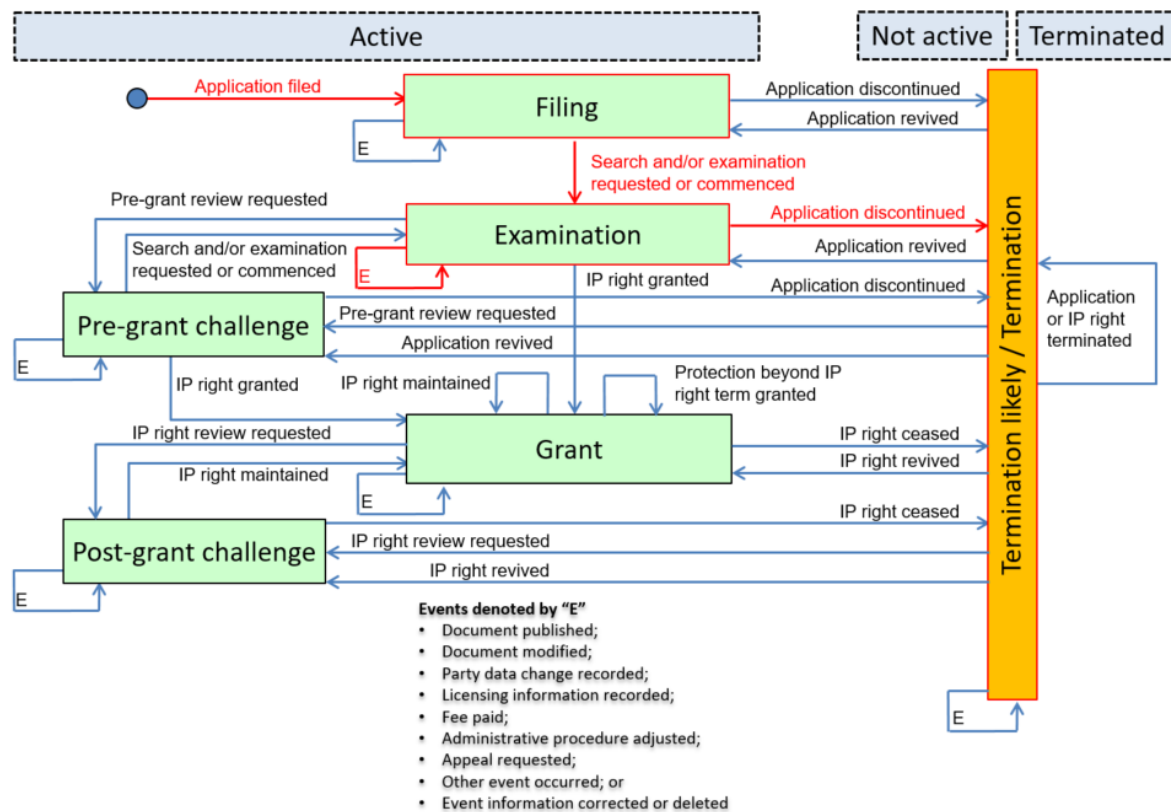 Active
Not active
Terminated
Application filed
Filing
Application discontinued
Application revived
E
Search and/or examination
requested or commenced
Pre-grant review requested
Examination
Application discontinued
Search and/or examination
requested or commenced
E
Application revived
IP right granted
Application discontinued
Pre-grant challenge
Pre-grant review requested
Application revived
E
Application
or IP right
terminated
Termination likely / Termination
IP right granted
IP right maintained
Protection beyond IP
right term granted
IP right review requested
Grant
IP right ceased
IP right revived
IP right maintained
E
IP right ceased
Post-grant challenge
IP right review requested
IP right revived
E
Events denoted by “E”
• Document published;
• Document modified;
• Party data change recorded;
• Licensing information recorded;
• Fee paid;
• Administrative procedure adjusted;
• Appeal requested;
• Other event occurred; or
• Event information corrected or deleted
E